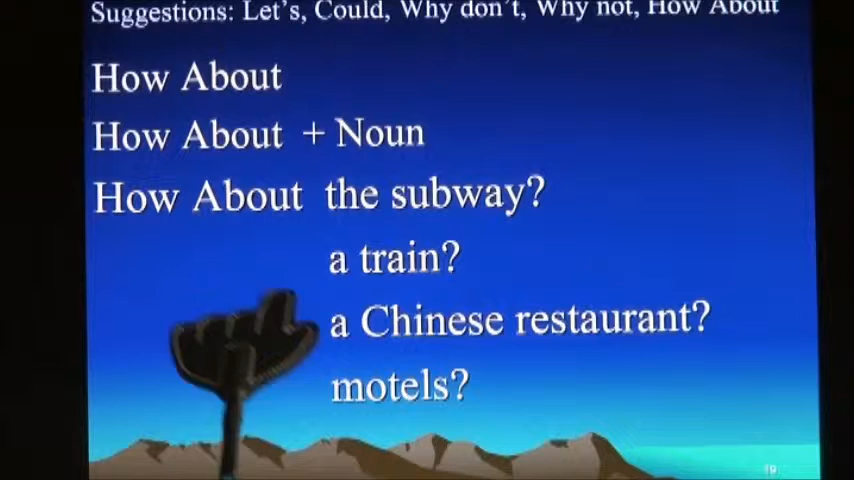 Suggestions: Let's, Could, Why don't, Why not, How About
How About
How About + Noun
How About the subway?
a train?
a Chinese restaurant?
motels?
19